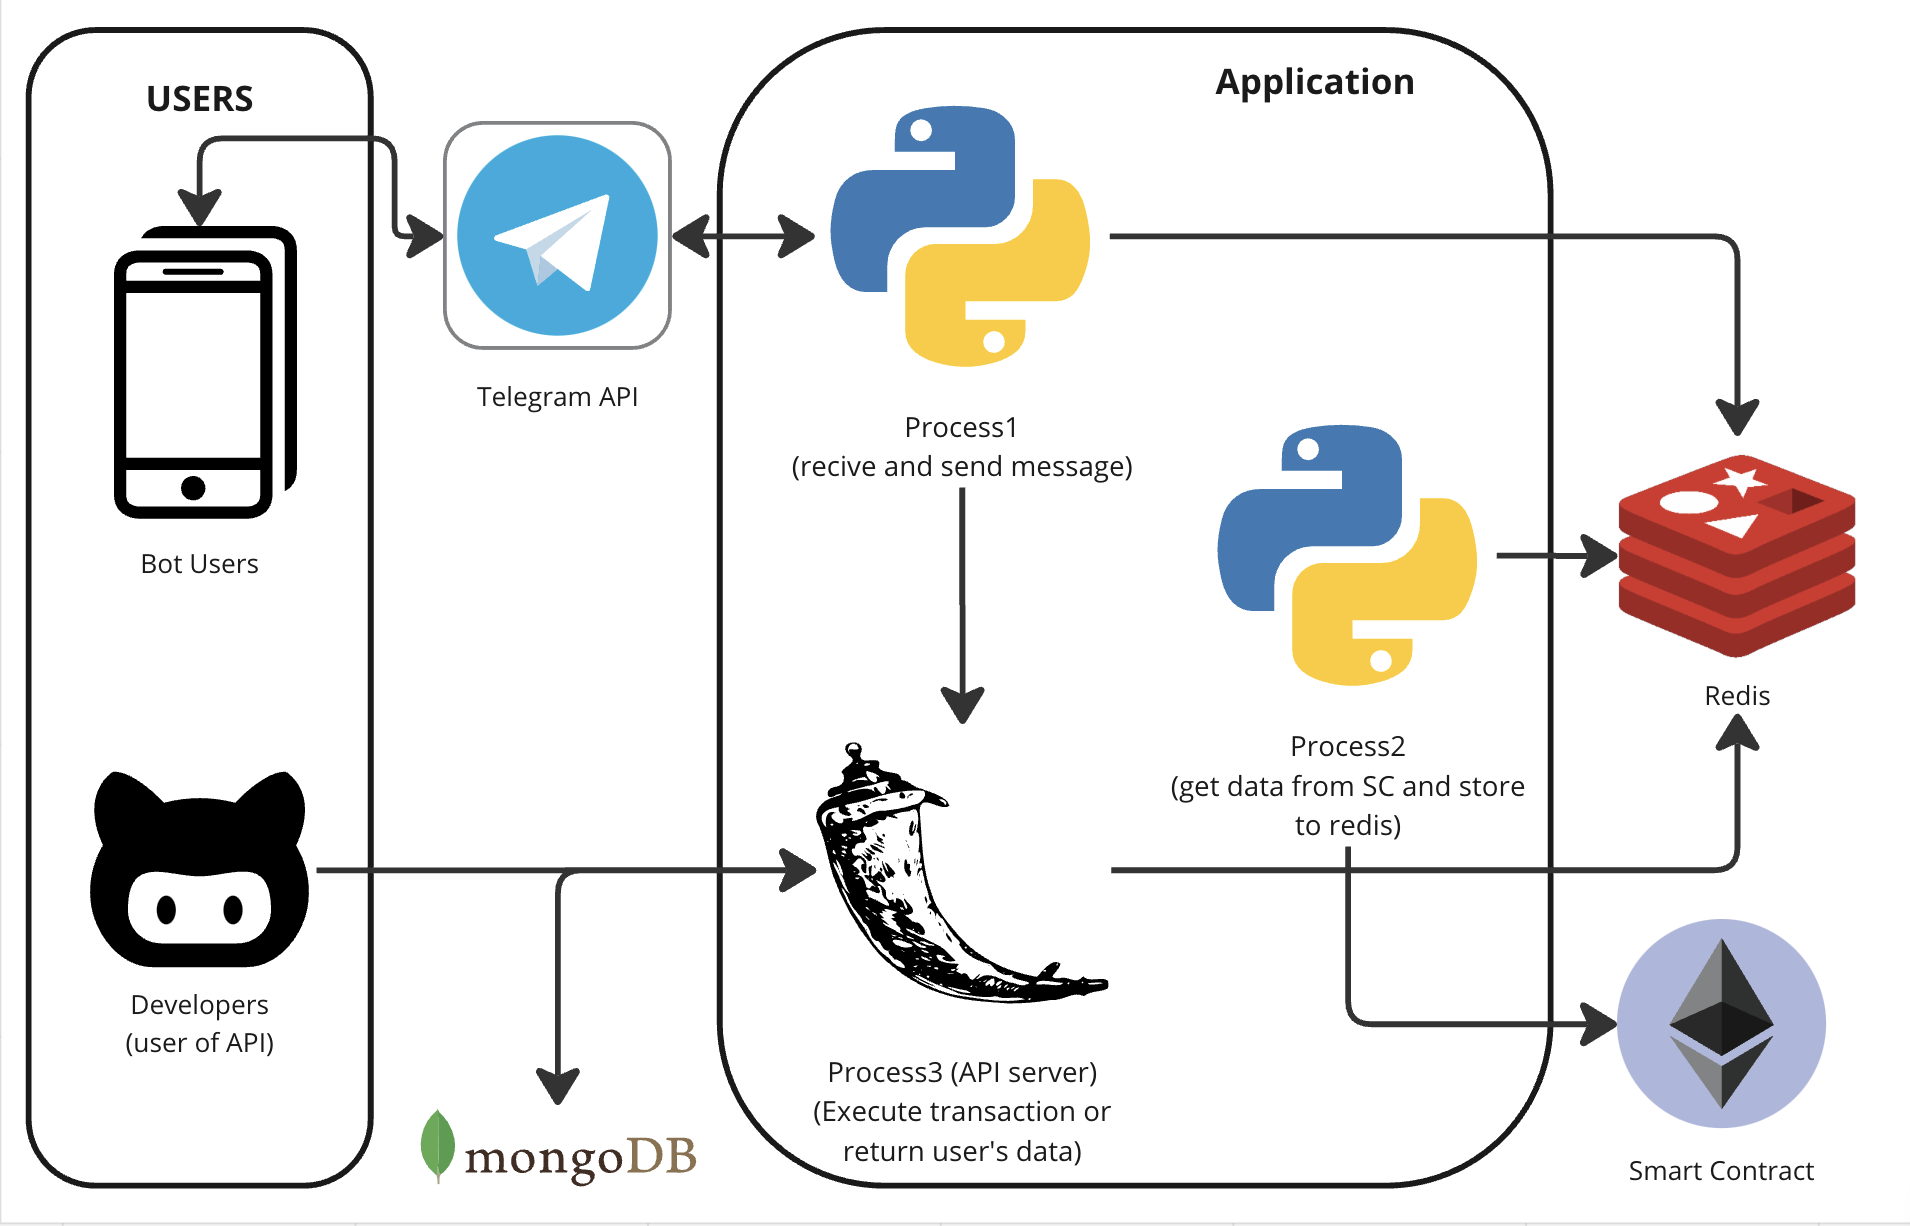 USERS
Application
Telegram API
Process1
(recive and send message)
Bot Users
Redis
Process2
(get data from SC and store
to redis)
Developers
(user of API)
Process3 (API server)
(Execute transaction or
return user's data)
mongoDB
Smart Contract